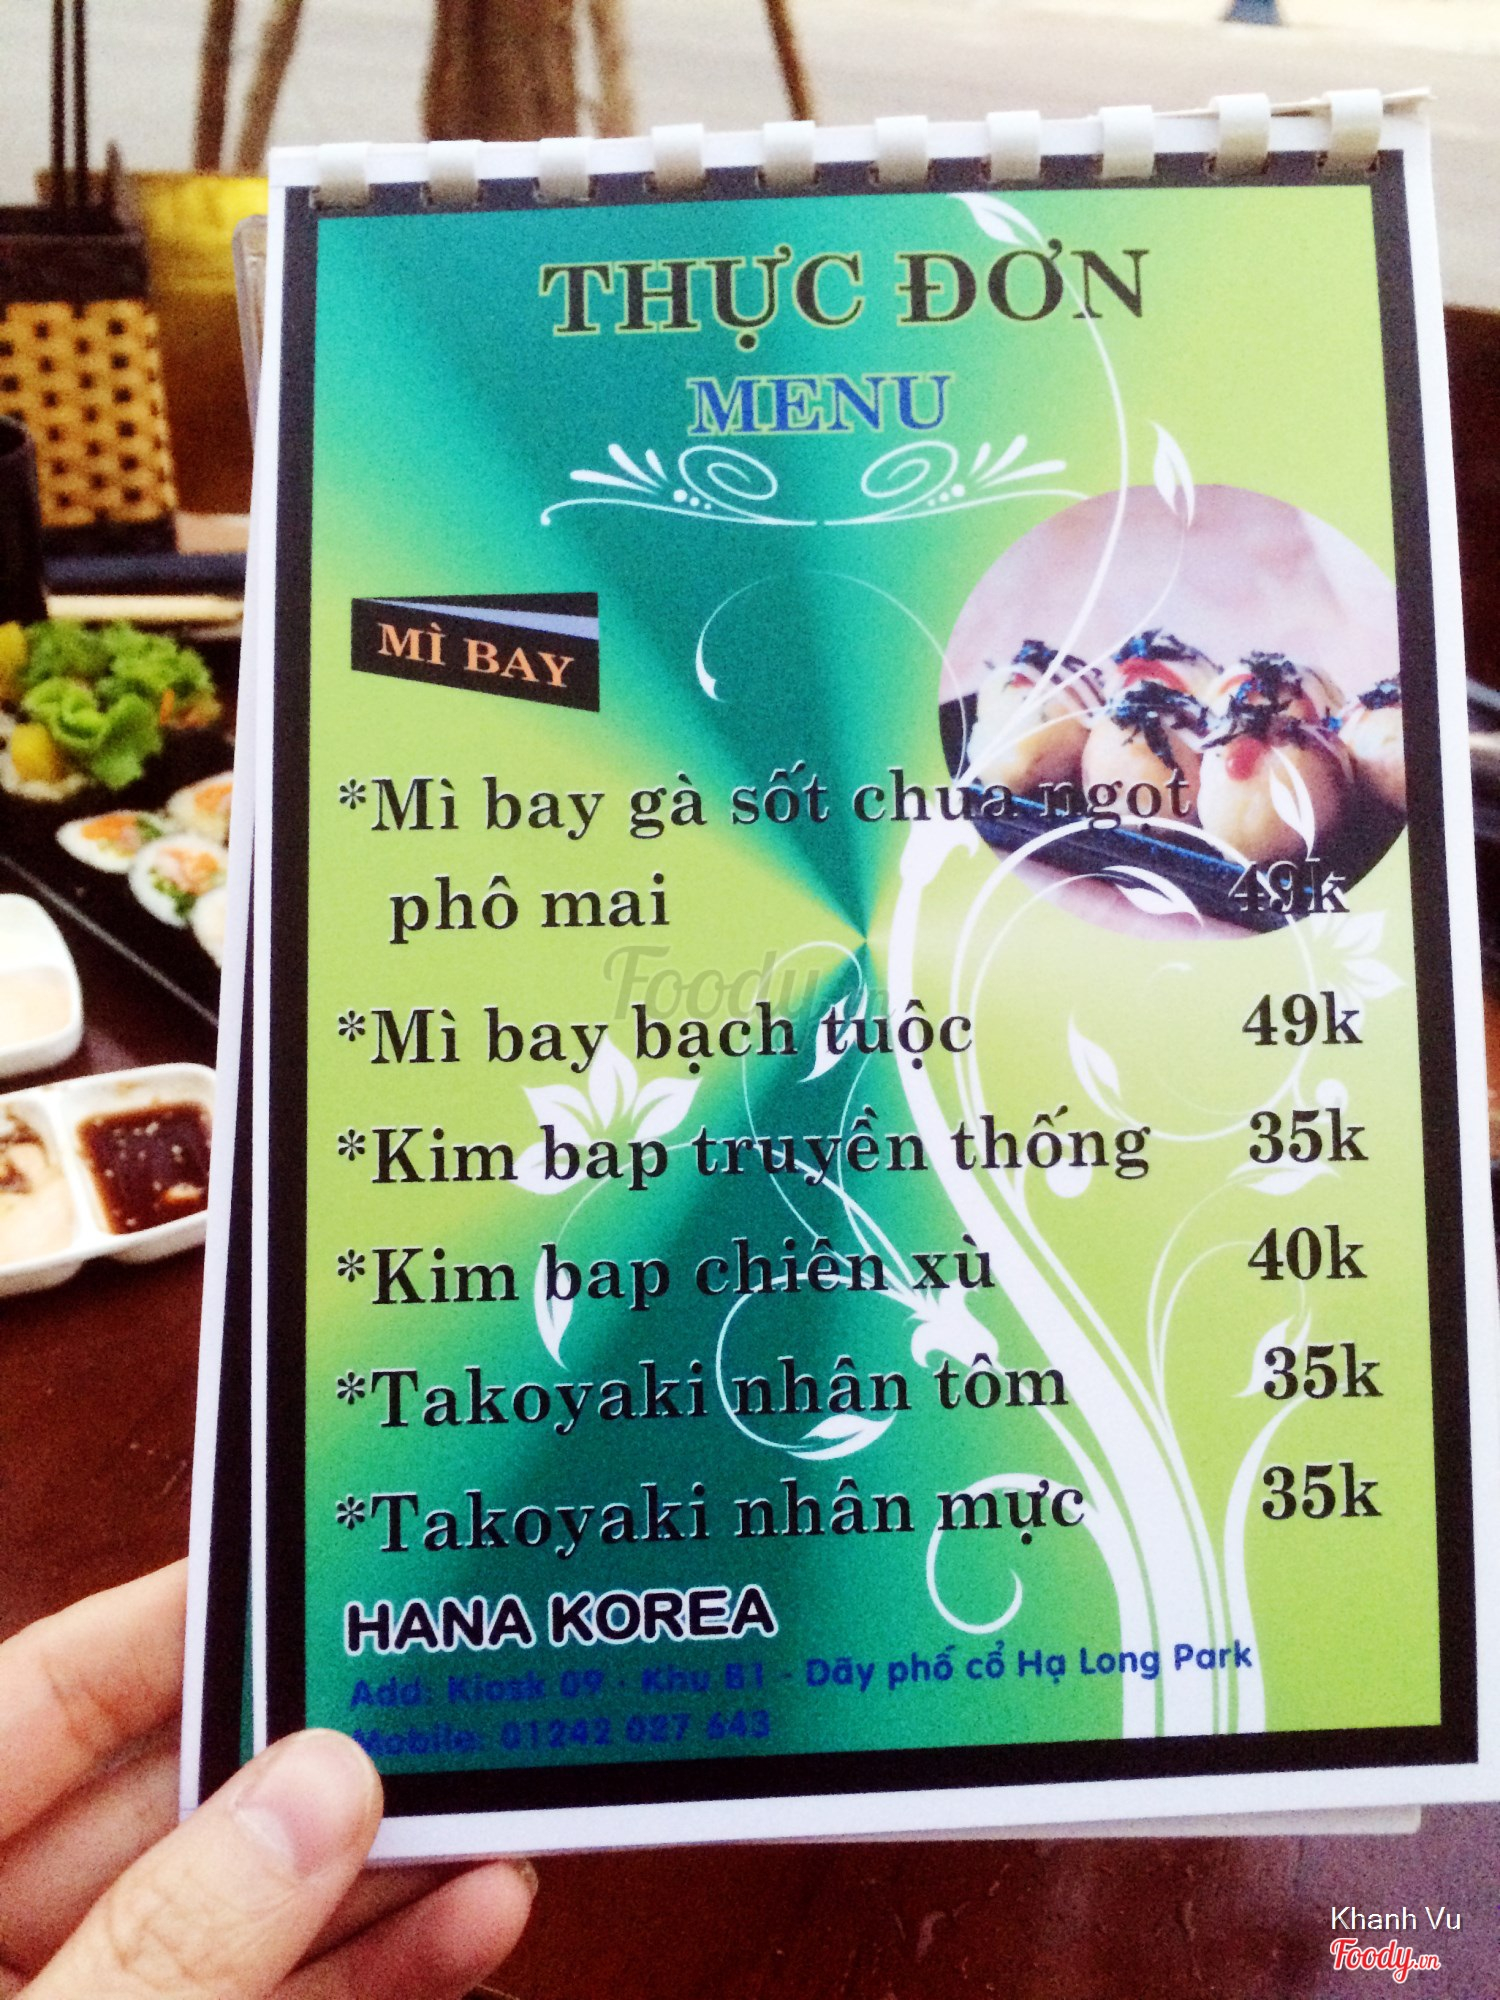 THỰC ĐƠN
MENU
MÌ BAY
*Mì bay gà sốt chua ngọt
phô mai 49k
*Mì bay bạch tuộc 49k
*Kim bap truyền thống 35k
*Kim bap chiên xù 40k
*Takoyaki nhân tôm 35k
*Takoyaki nhân mực 35k
HANA KOREA
Add: Kiosk 09 - Khu B1 - Dãy phố cổ Hạ Long Park
Mobile: 01242 027 643
Foody.vn
Khanh Vu
Foody.vn